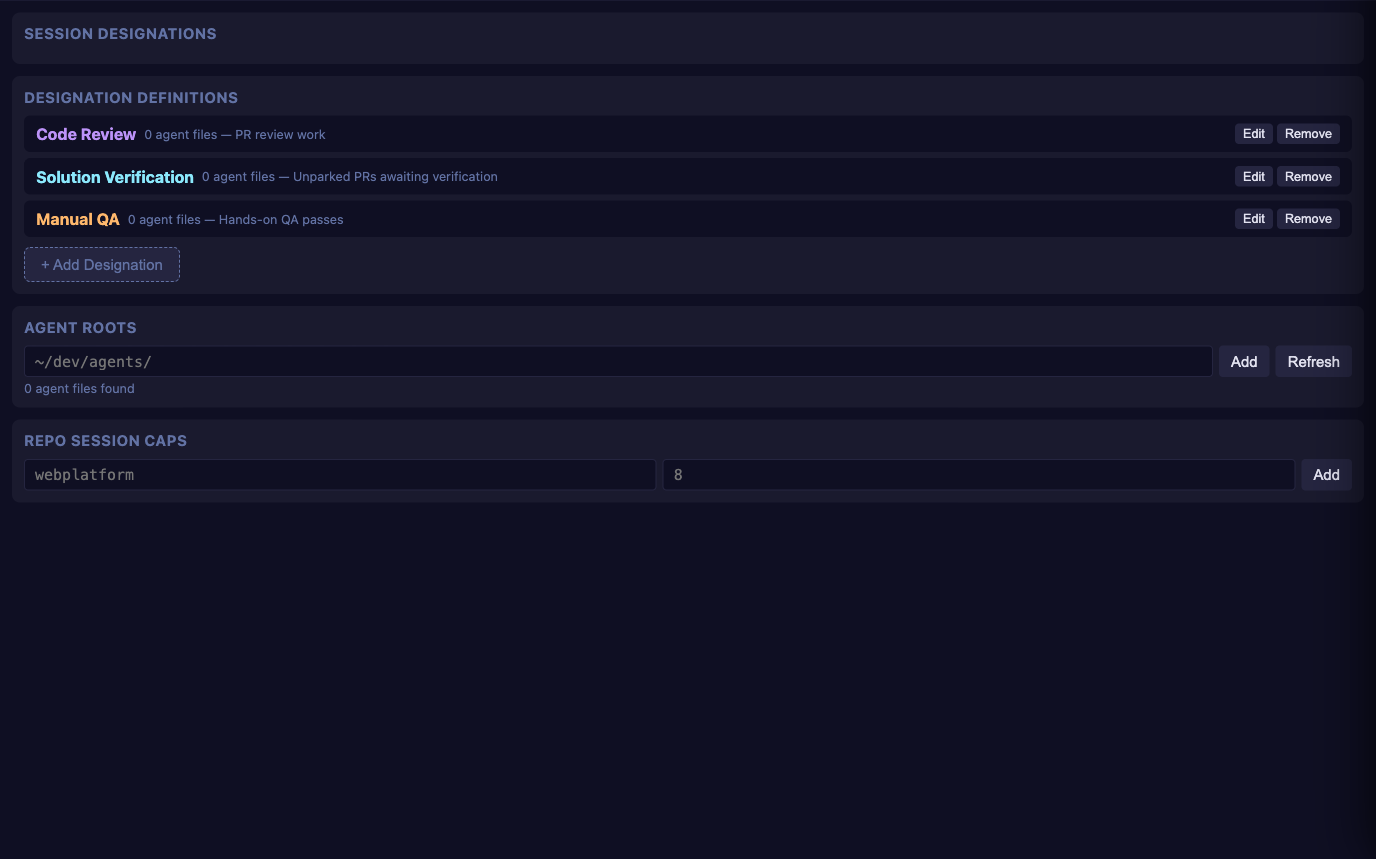 SESSION DESIGNATIONS
DESIGNATION DEFINITIONS
Code Review 0 agent files — PR review work Edit Remove
Solution Verification 0 agent files — Unparked PRs awaiting verification Edit Remove
Manual QA 0 agent files — Hands-on QA passes Edit Remove
+ Add Designation
AGENT ROOTS
~/dev/agents/ Add Refresh
0 agent files found
REPO SESSION CAPS
webplatform 8 Add